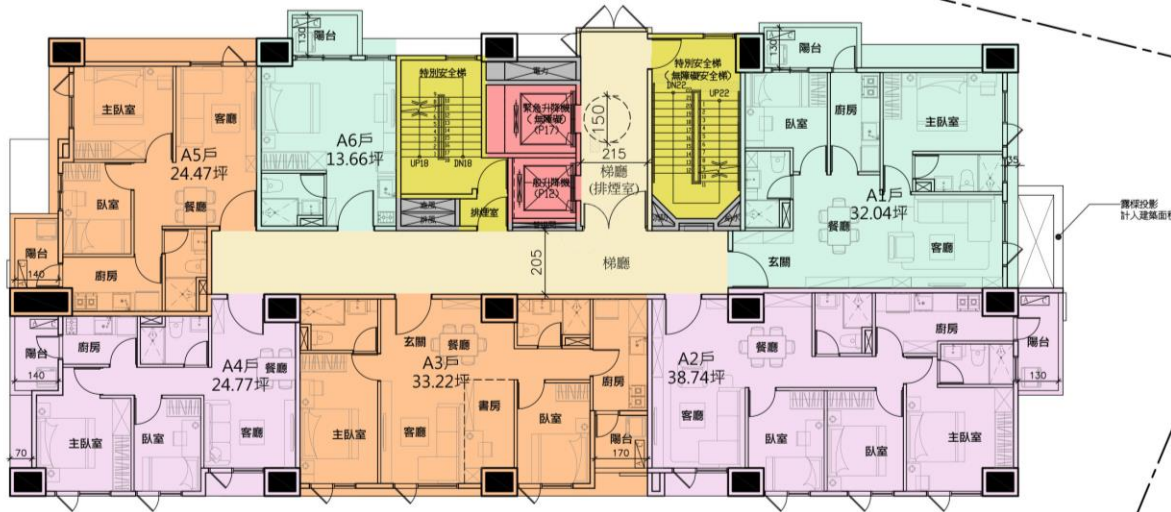 陽台
130
主臥室
客廳
A5戶
24.47坪
臥室
餐廳
廚房
陽台
140
A6戶
13.66坪
特別安全梯
UP18
DN18
排煙室
電力
緊急升降機
(無障礙)
(P17)
一般升降機
(P12)
150
215
梯廳
(排煙室)
205
梯廳
特別安全梯
(無障礙安全梯)
DN22
UP22
陽台
130
臥室
廚房
主臥室
35
A1戶
32.04坪
餐廳
客廳
玄關
計入建築面積
陽台
140
廚房
A4戶
24.77坪
餐廳
客廳
主臥室
臥室
70
玄關
餐廳
A3戶
33.22坪
主臥室
客廳
書房
臥室
廚房
陽台
170
A2戶
38.74坪
餐廳
客廳
廚房
陽台
130
臥室
臥室
主臥室